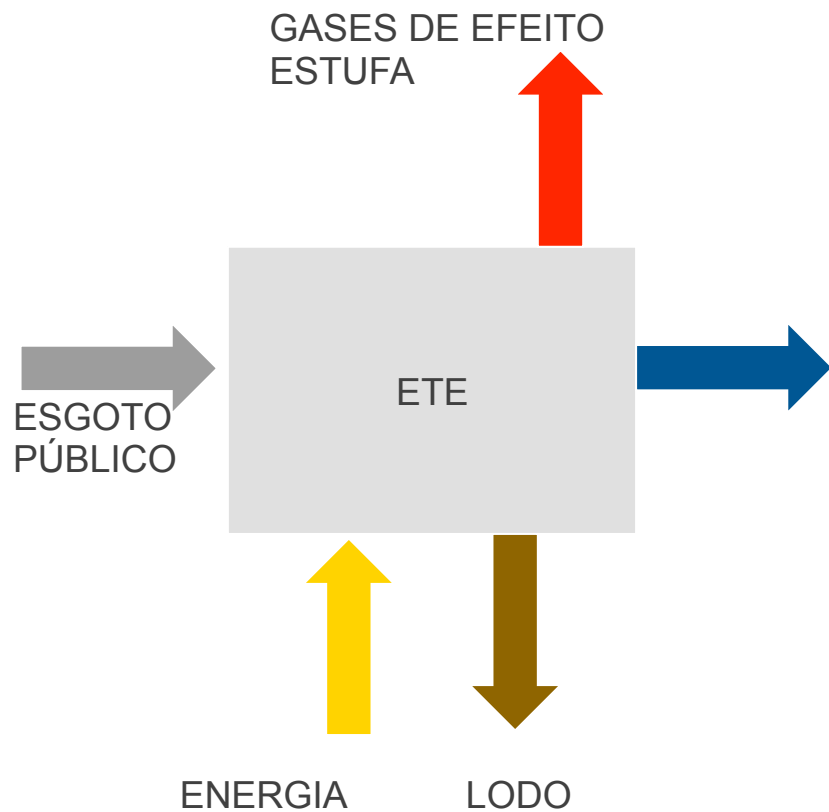 GASES DE EFEITO
ESTUFA
ETE
ESGOTO
PÚBLICO
ENERGIA
LODO